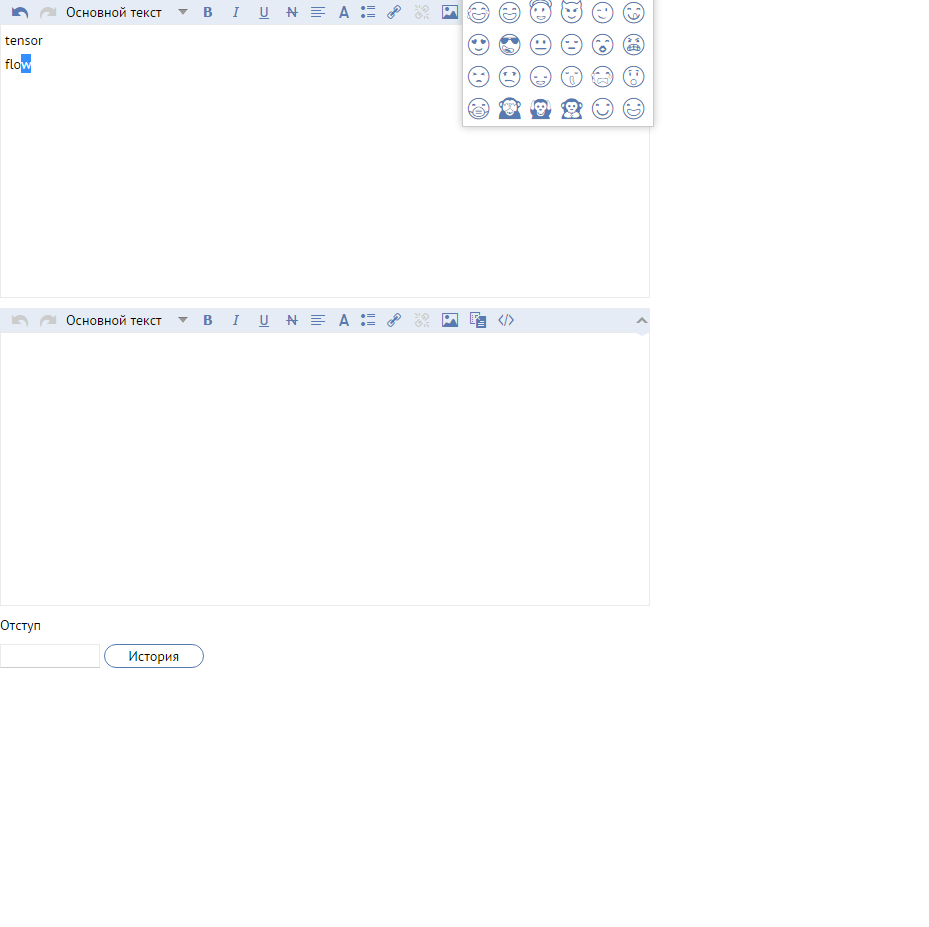 Основной текст B I U N A
tensor
flow
Основной текст B I U N A </>
Отступ
История